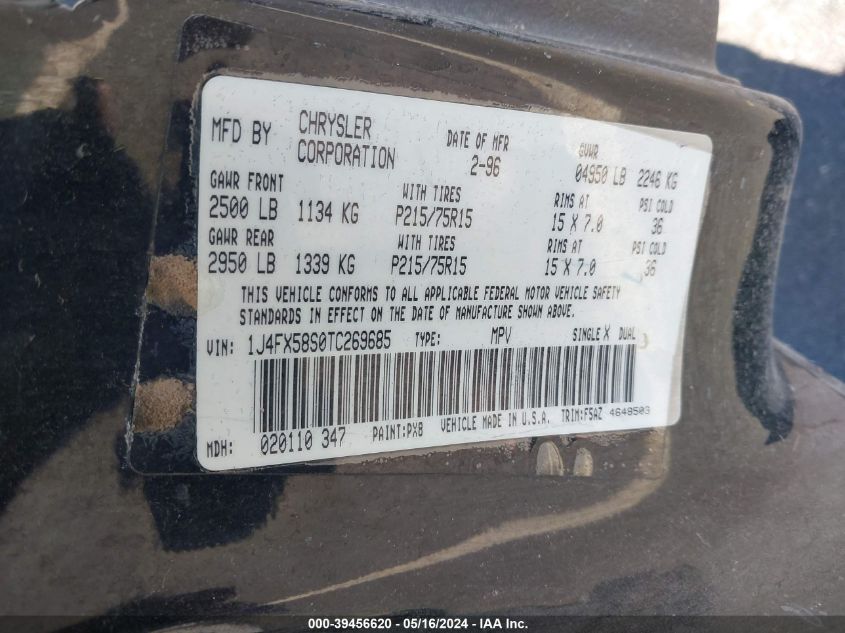 MFD BY CHRYSLER CORPORATION DATE OF MFR 2-96 GVWR 04950 LB 2246 KG
GAWR FRONT WITH TIRES RIMS AT PSI COLD
2500 LB 1134 KG P215/75R15 15 X 7.0 36
GAWR REAR WITH TIRES RIMS AT PSI COLD
2950 LB 1339 KG P215/75R15 15 X 7.0 36
THIS VEHICLE CONFORMS TO ALL APPLICABLE FEDERAL MOTOR VEHICLE SAFETY
STANDARDS IN EFFECT ON THE DATE OF MANUFACTURE SHOWN ABOVE.
VIN: 1J4FX58S0TC269685 TYPE: MPV SINGLE X DUAL
MDH: 020110 347 PAINT:PX8 VEHICLE MADE IN U.S.A. TRIM:F5AZ 4648503
000-39456620 - 05/16/2024 - IAAI - Copart